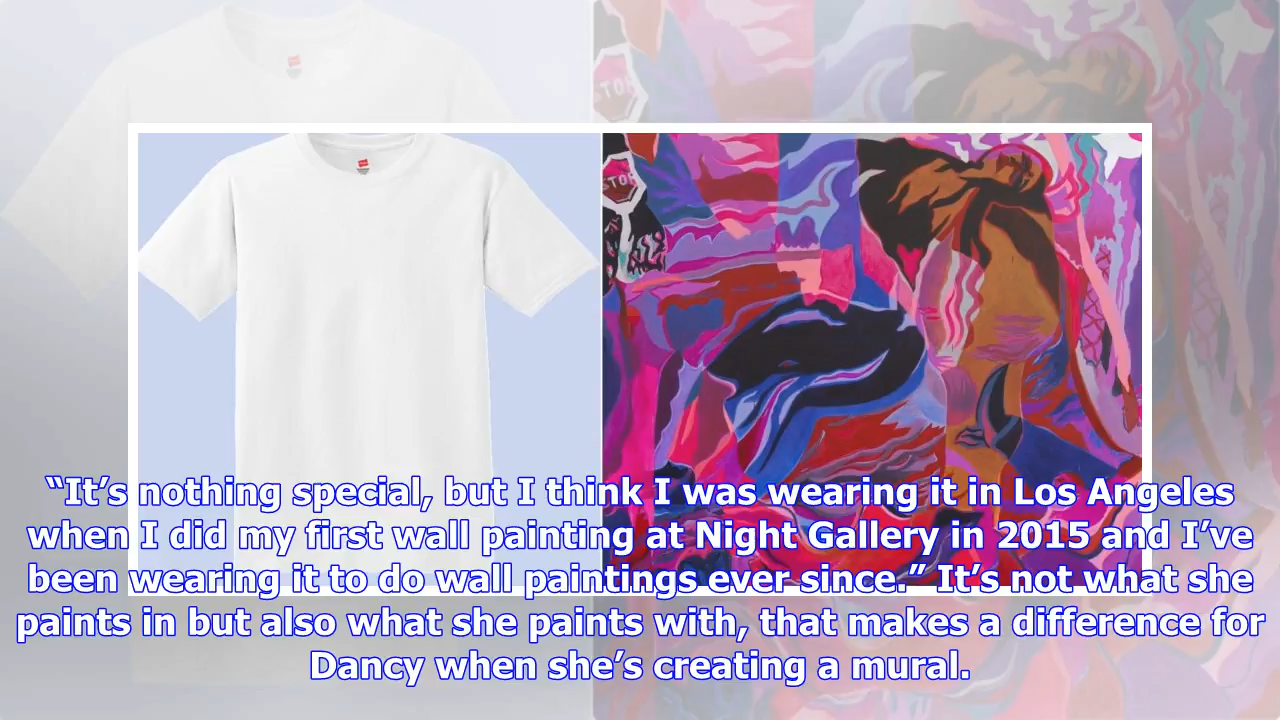 STOP
STOP
“It’s nothing special, but I think I was wearing it in Los Angeles
when I did my first wall painting at Night Gallery in 2015 and I’ve
been wearing it to do wall paintings ever since.” It’s not what she
paints in but also what she paints with, that makes a difference for
Dancy when she’s creating a mural.